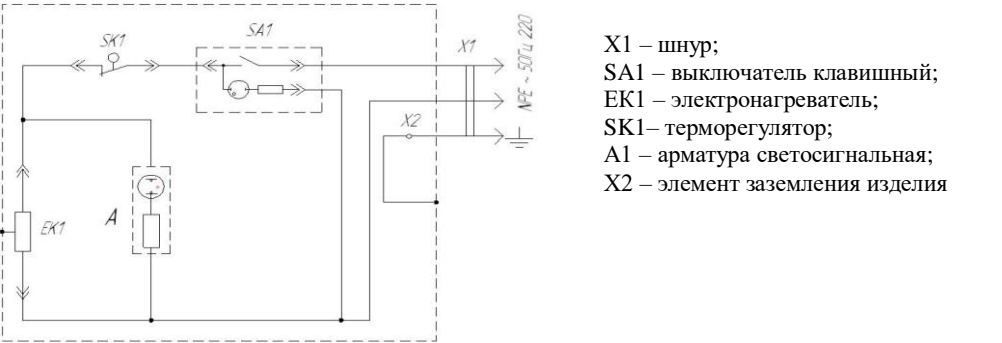 SK1
SA1
X1
NPE ~ 50Гц 220
X2
EK1
A
X1 – шнур;
SA1 – выключатель клавишный;
ЕК1 – электронагреватель;
SK1– терморегулятор;
А1 – арматура светосигнальная;
X2 – элемент заземления изделия